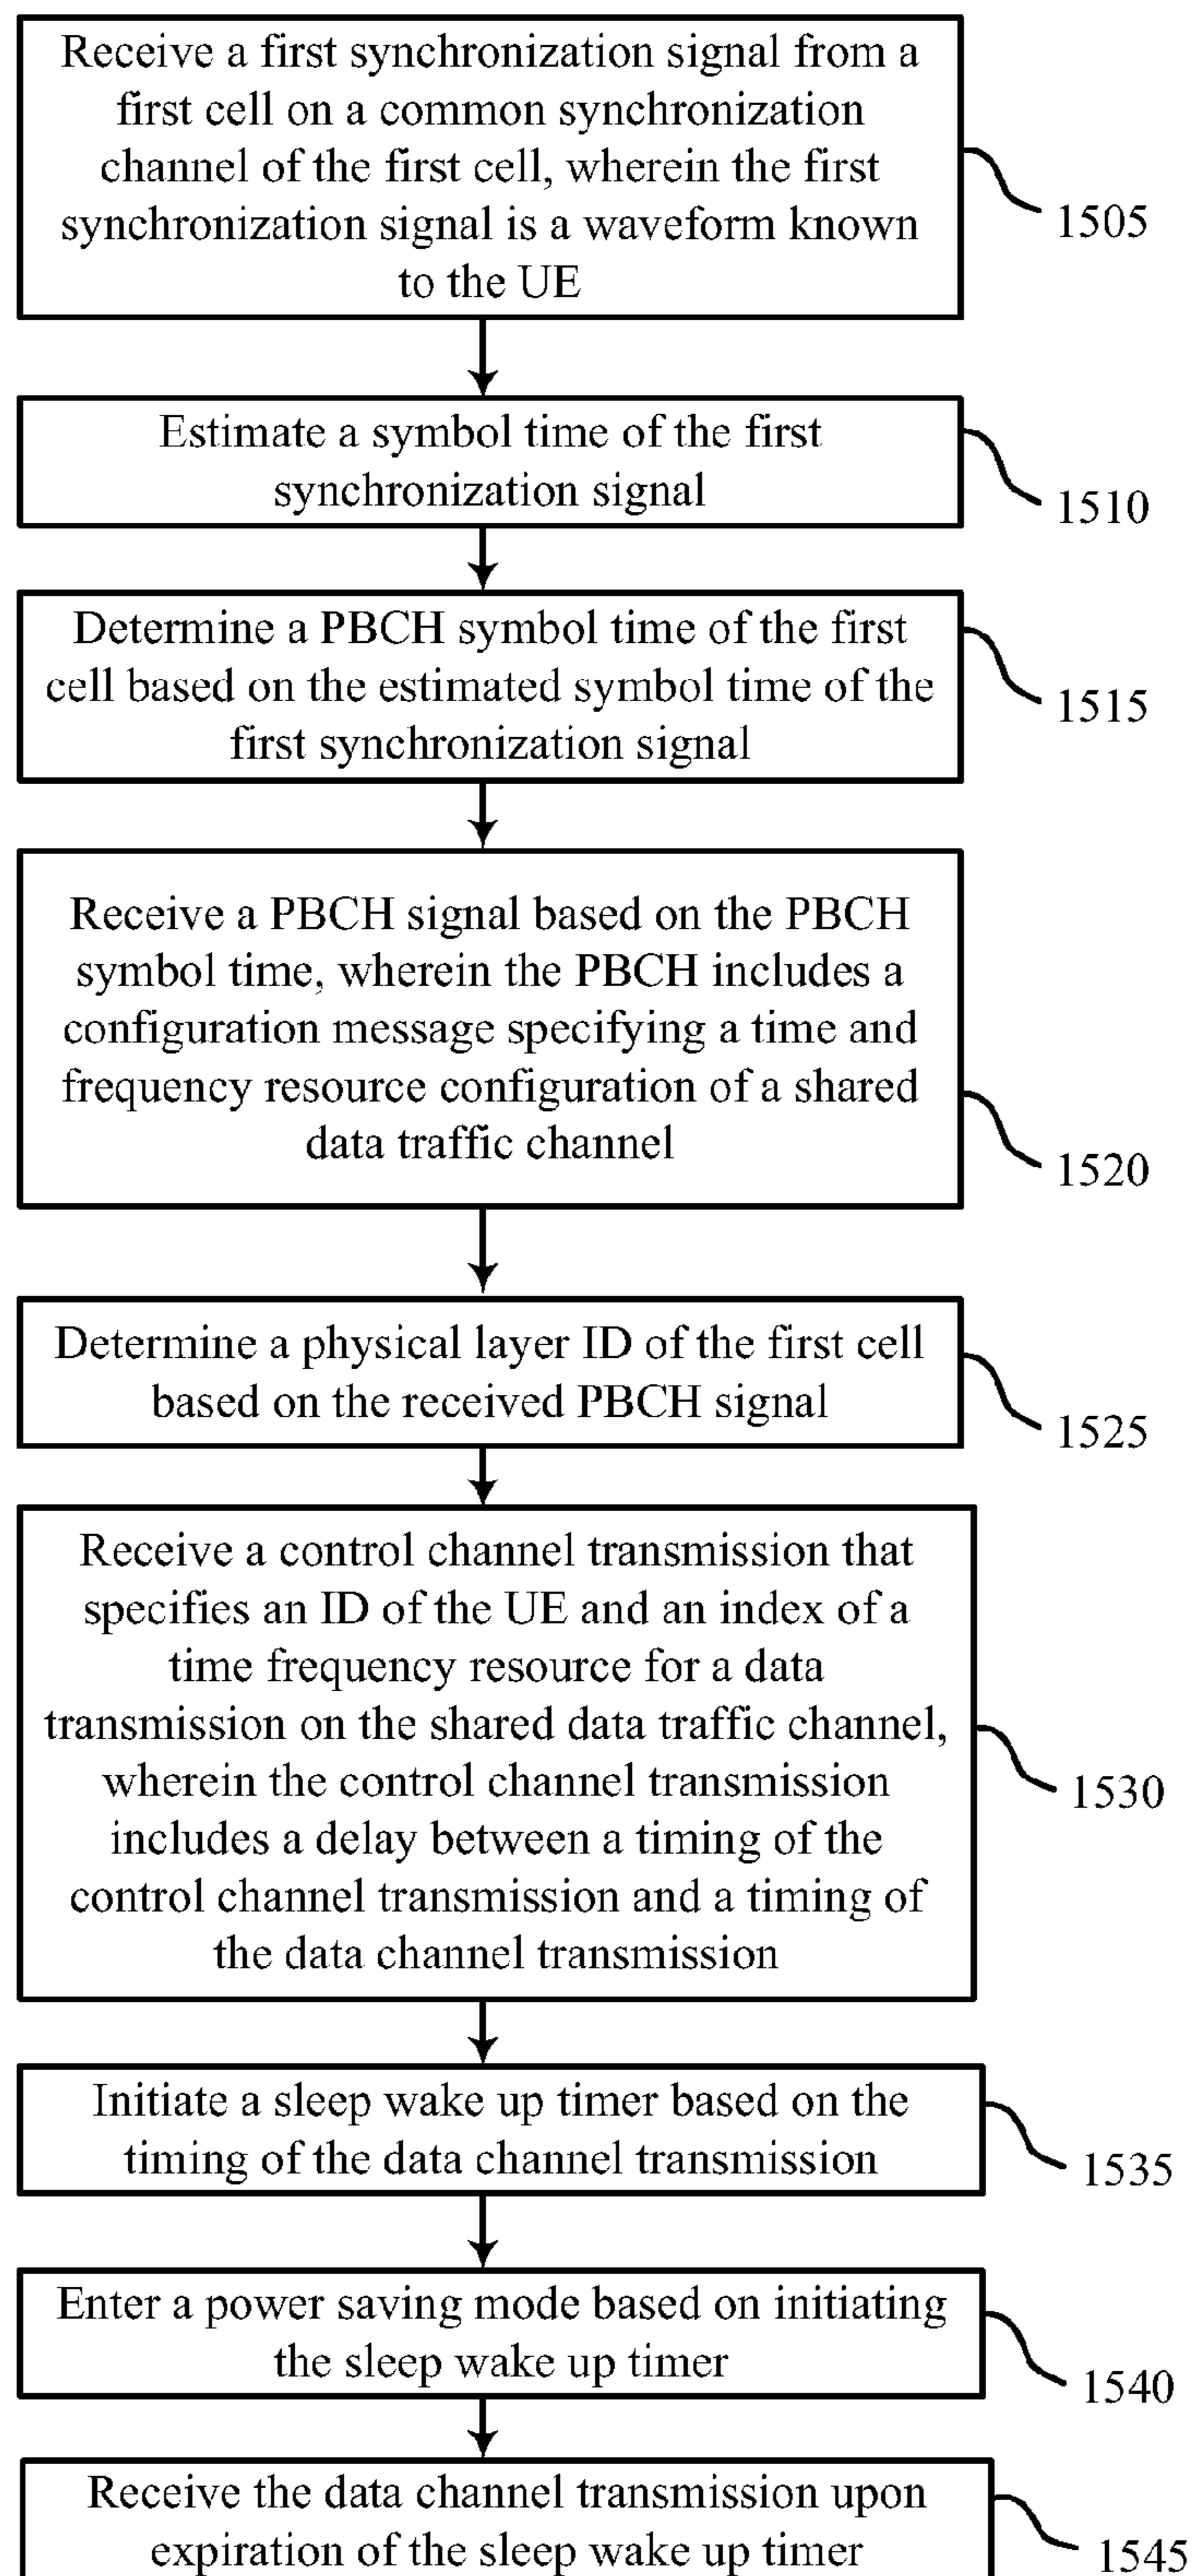 Receive a first synchronization signal from a
first cell on a common synchronization
channel of the first cell, wherein the first
synchronization signal is a waveform known
to the UE
1505
Estimate a symbol time of the first
synchronization signal
1510
Determine a PBCH symbol time of the first
cell based on the estimated symbol time of the
first synchronization signal
1515
Receive a PBCH signal based on the PBCH
symbol time, wherein the PBCH includes a
configuration message specifying a time and
frequency resource configuration of a shared
data traffic channel
1520
Determine a physical layer ID of the first cell
based on the received PBCH signal
1525
Receive a control channel transmission that
specifies an ID of the UE and an index of a
time frequency resource for a data
transmission on the shared data traffic channel,
wherein the control channel transmission
includes a delay between a timing of the
control channel transmission and a timing of
the data channel transmission
1530
Initiate a sleep wake up timer based on the
timing of the data channel transmission
1535
Enter a power saving mode based on initiating
the sleep wake up timer
1540
Receive the data channel transmission upon
expiration of the sleep wake up timer
1545